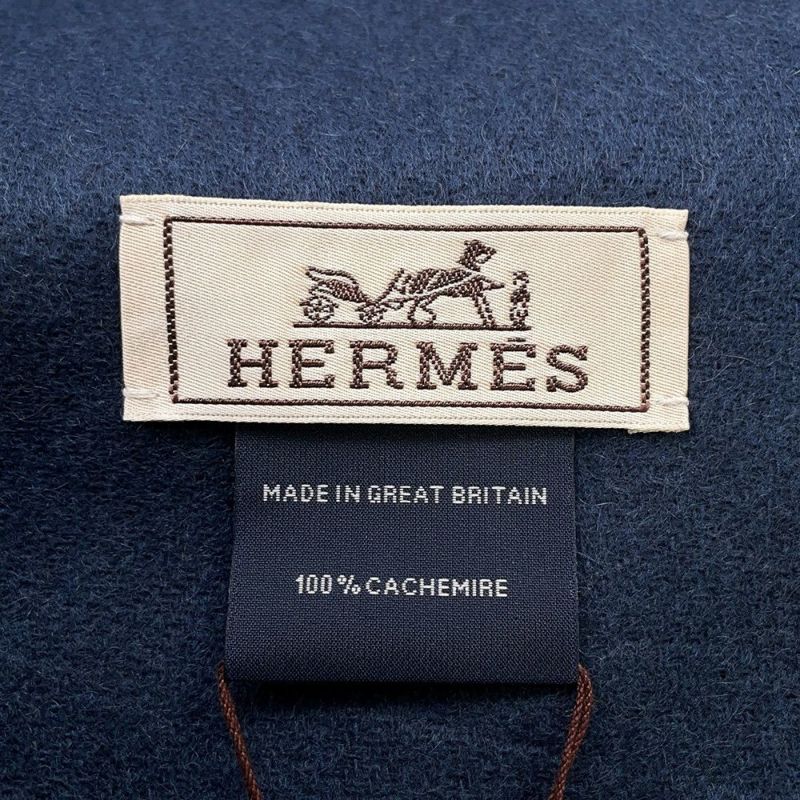 HERMÈS
MADE IN GREAT BRITAIN
100% CACHEMIRE